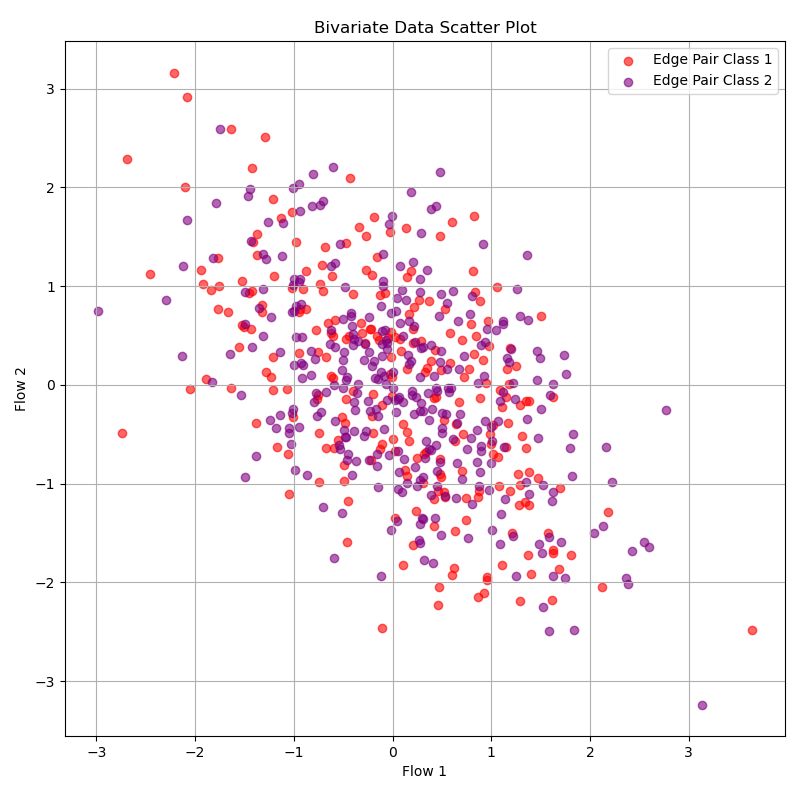 Bivariate Data Scatter Plot
Edge Pair Class 1
Edge Pair Class 2
3
2
1
0
−1
−2
−3
Flow 2
−3 −2 −1 0 1 2 3
Flow 1